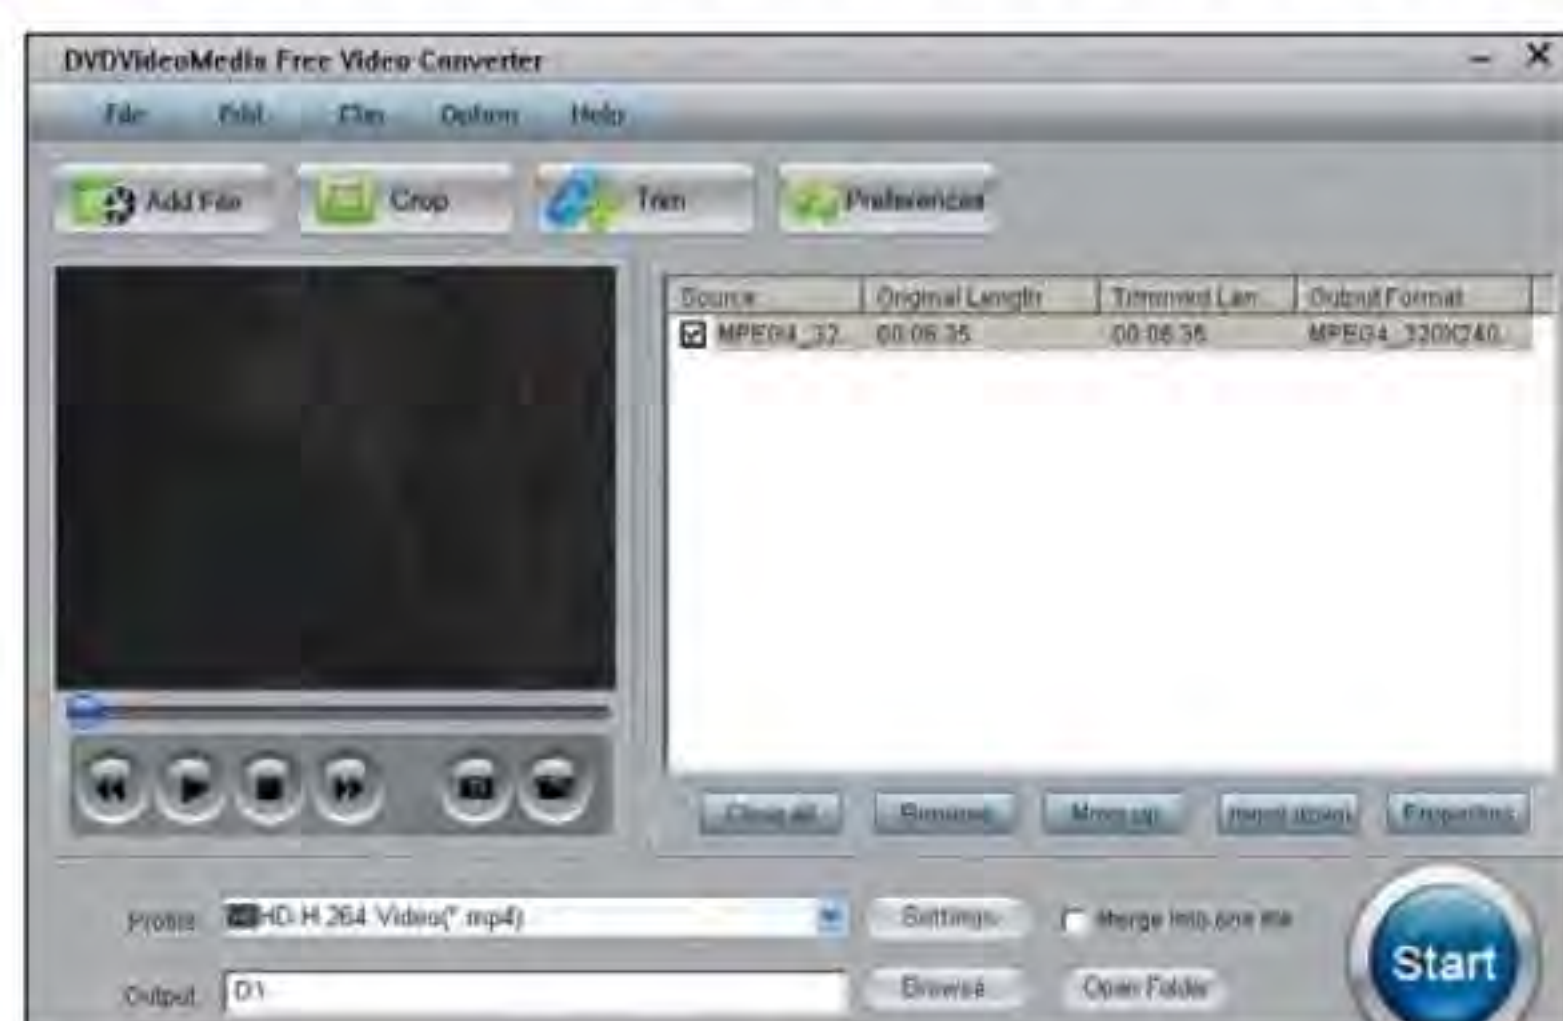 DVDVideoMedia Free Video Converter
File Edit Clip Option Help
Add File Crop Trim Preferences
Source Original Length Trimmed Len Output Format
MPEG4_32... 00:06:35 00:06:35 MPEG4_320X240...
Remove Move up move down Properties
Profile: HD H.264 Video(*.mp4) Settings Merge into one file
Start
Output: D:\ Browse... Open Folder